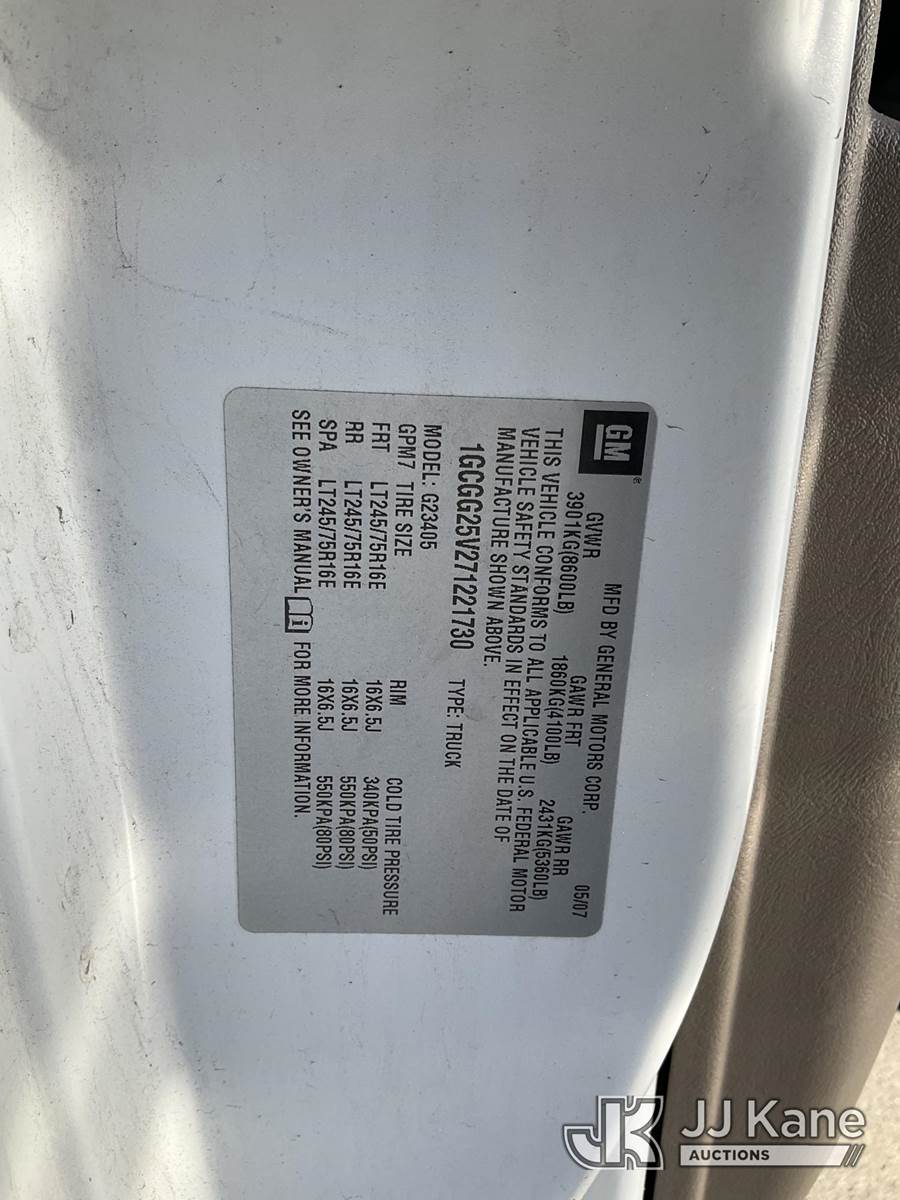 GM
MFD BY GENERAL MOTORS CORP.
05/07
GVWR GAWR FRT GAWR RR
3901KG(8600LB) 1860KG(4100LB) 2431KG(5360LB)
THIS VEHICLE CONFORMS TO ALL APPLICABLE U.S. FEDERAL MOTOR
VEHICLE SAFETY STANDARDS IN EFFECT ON THE DATE OF
MANUFACTURE SHOWN ABOVE.
1GCGG25V271221730 TYPE: TRUCK
MODEL: G23405
GPM7 TIRE SIZE RIM COLD TIRE PRESSURE
FRT LT245/75R16E 16X6.5J 340KPA(50PSI)
RR LT245/75R16E 16X6.5J 550KPA(80PSI)
SPA LT245/75R16E 16X6.5J 550KPA(80PSI)
SEE OWNER'S MANUAL i FOR MORE INFORMATION.
JK JJ Kane
AUCTIONS